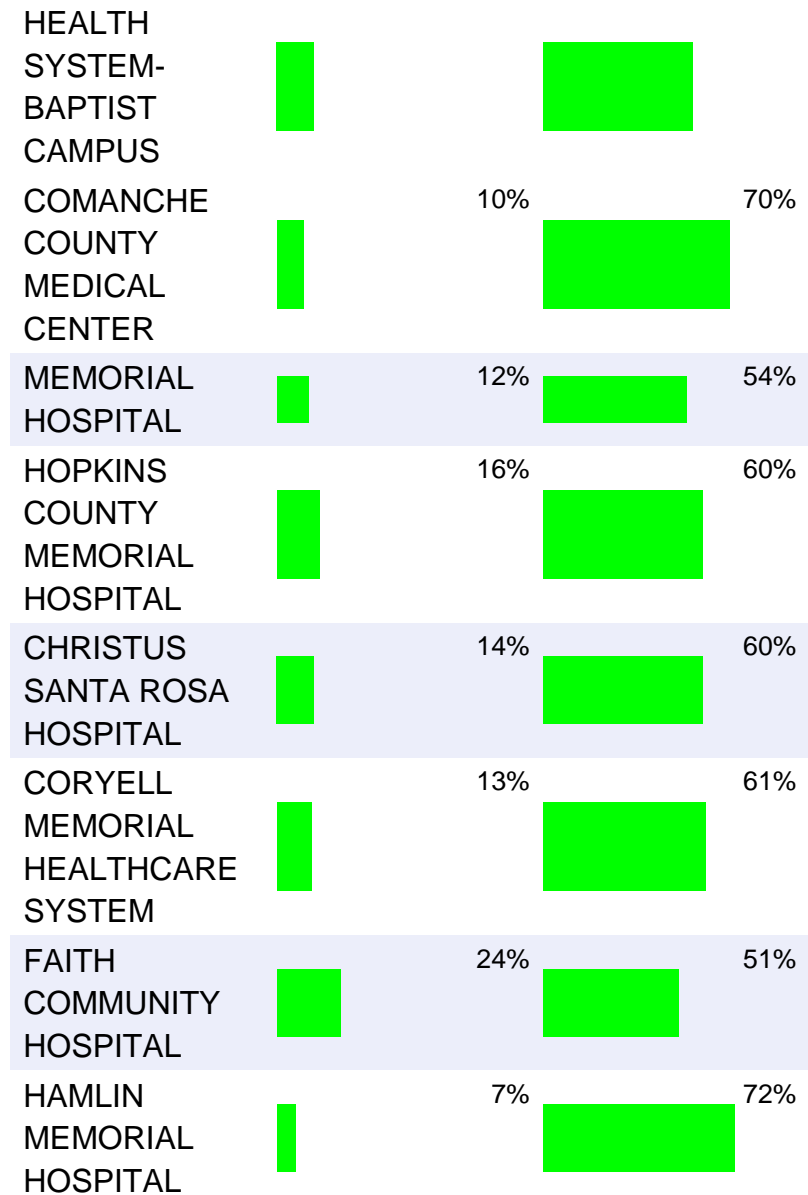 HEALTH
SYSTEM-
BAPTIST
CAMPUS
COMANCHE 10% 70%
COUNTY
MEDICAL
CENTER
MEMORIAL 12% 54%
HOSPITAL
HOPKINS 16% 60%
COUNTY
MEMORIAL
HOSPITAL
CHRISTUS 14% 60%
SANTA ROSA
HOSPITAL
CORYELL 13% 61%
MEMORIAL
HEALTHCARE
SYSTEM
FAITH 24% 51%
COMMUNITY
HOSPITAL
HAMLIN 7% 72%
MEMORIAL
HOSPITAL